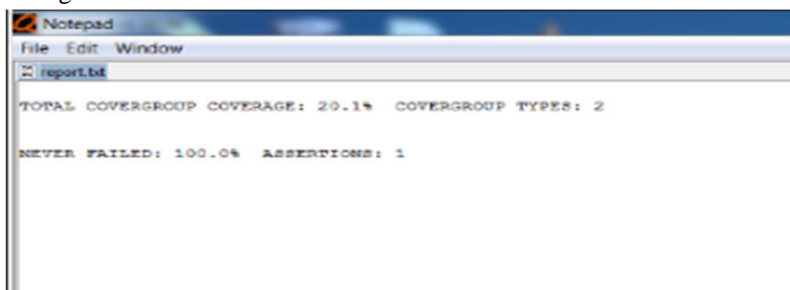 Notepad
File Edit Window
report.txt
TOTAL COVERGROUP COVERAGE: 20.1% COVERGROUP TYPES: 2
NEVER FAILED: 100.0% ASSERTIONS: 1